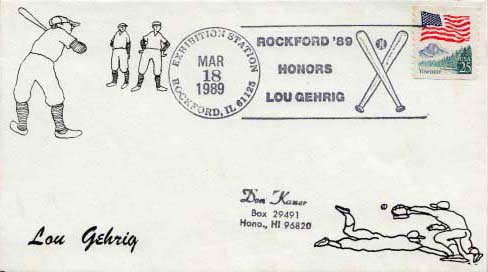 EXHIBITION STATION
MAR
18
1989
ROCKFORD, IL 61125
ROCKFORD '89
HONORS
LOU GEHRIG
Yosemite
USA
25
Don Kaner
Box 29491
Hono., HI 96820
Lou Gehrig